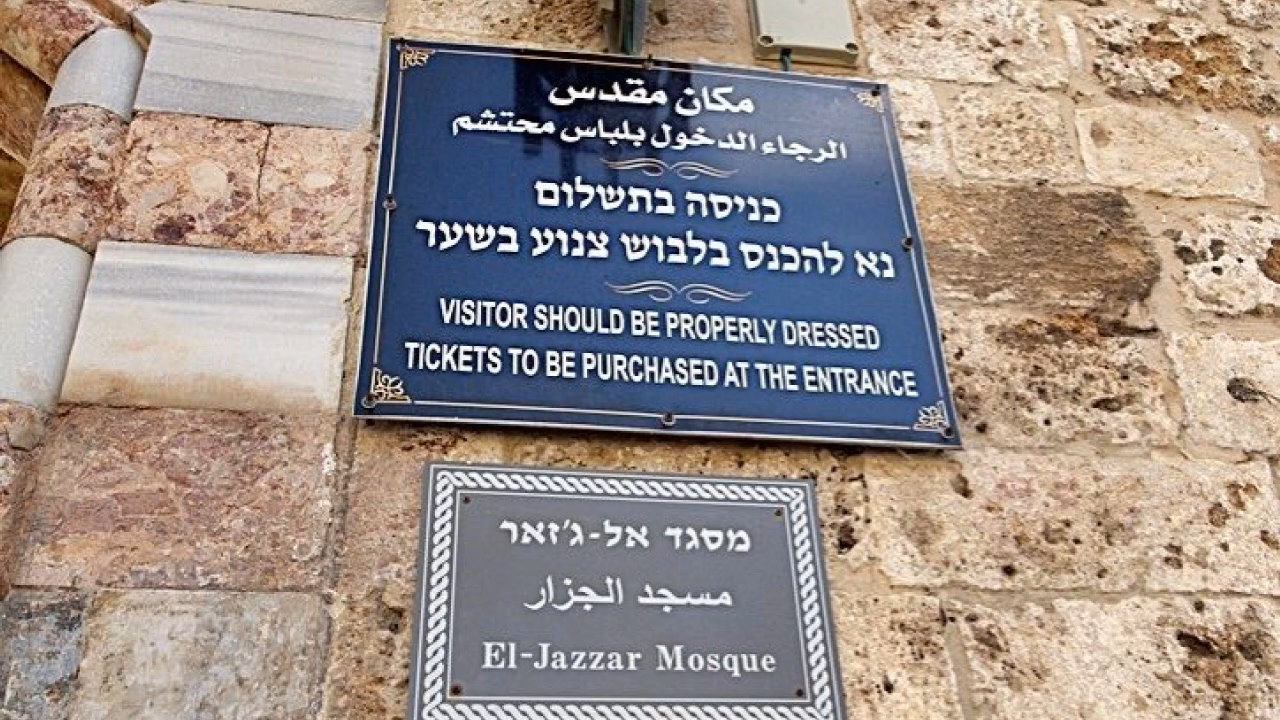 مكان مقدس
الرجاء الدخول بلباس محتشم
כניסה בתשלום
נא להכנס בלבוש צנוע בשער
VISITOR SHOULD BE PROPERLY DRESSED
TICKETS TO BE PURCHASED AT THE ENTRANCE
מסגד אל-ג'זאר
مسجد الجزار
El-Jazzar Mosque